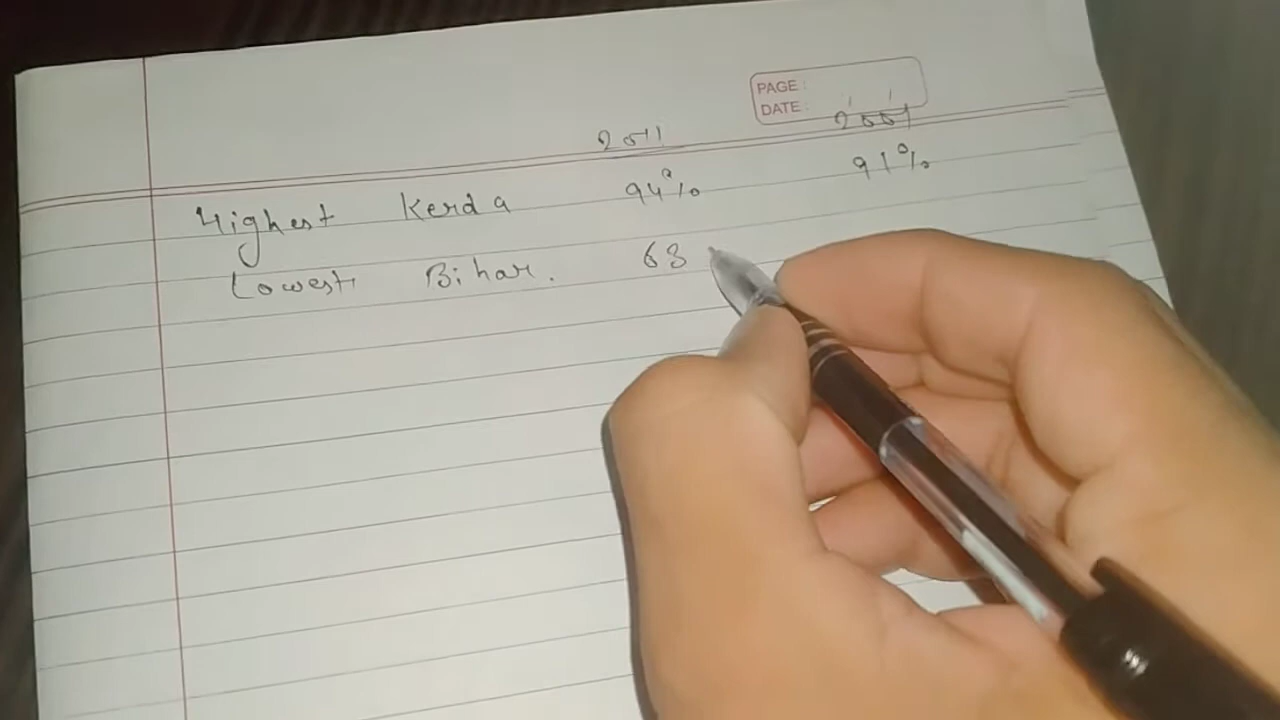 PAGE :
DATE :
2011 2001
Highest Kerala 94% 91%
Lowest Bihar. 63